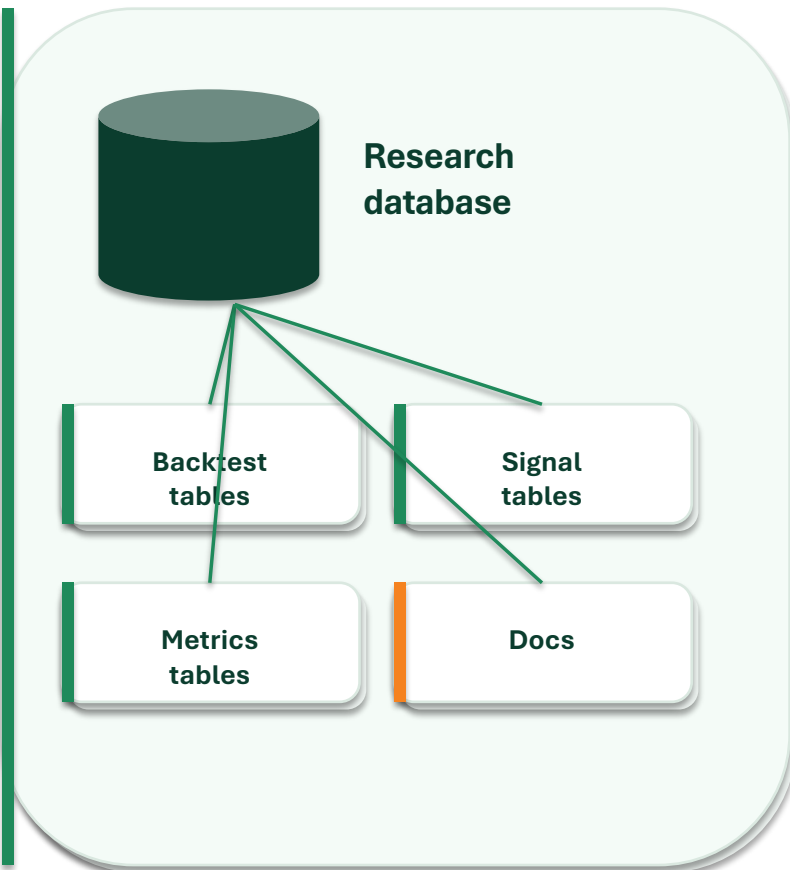 Research
database
Backtest
tables
Signal
tables
Metrics
tables
Docs